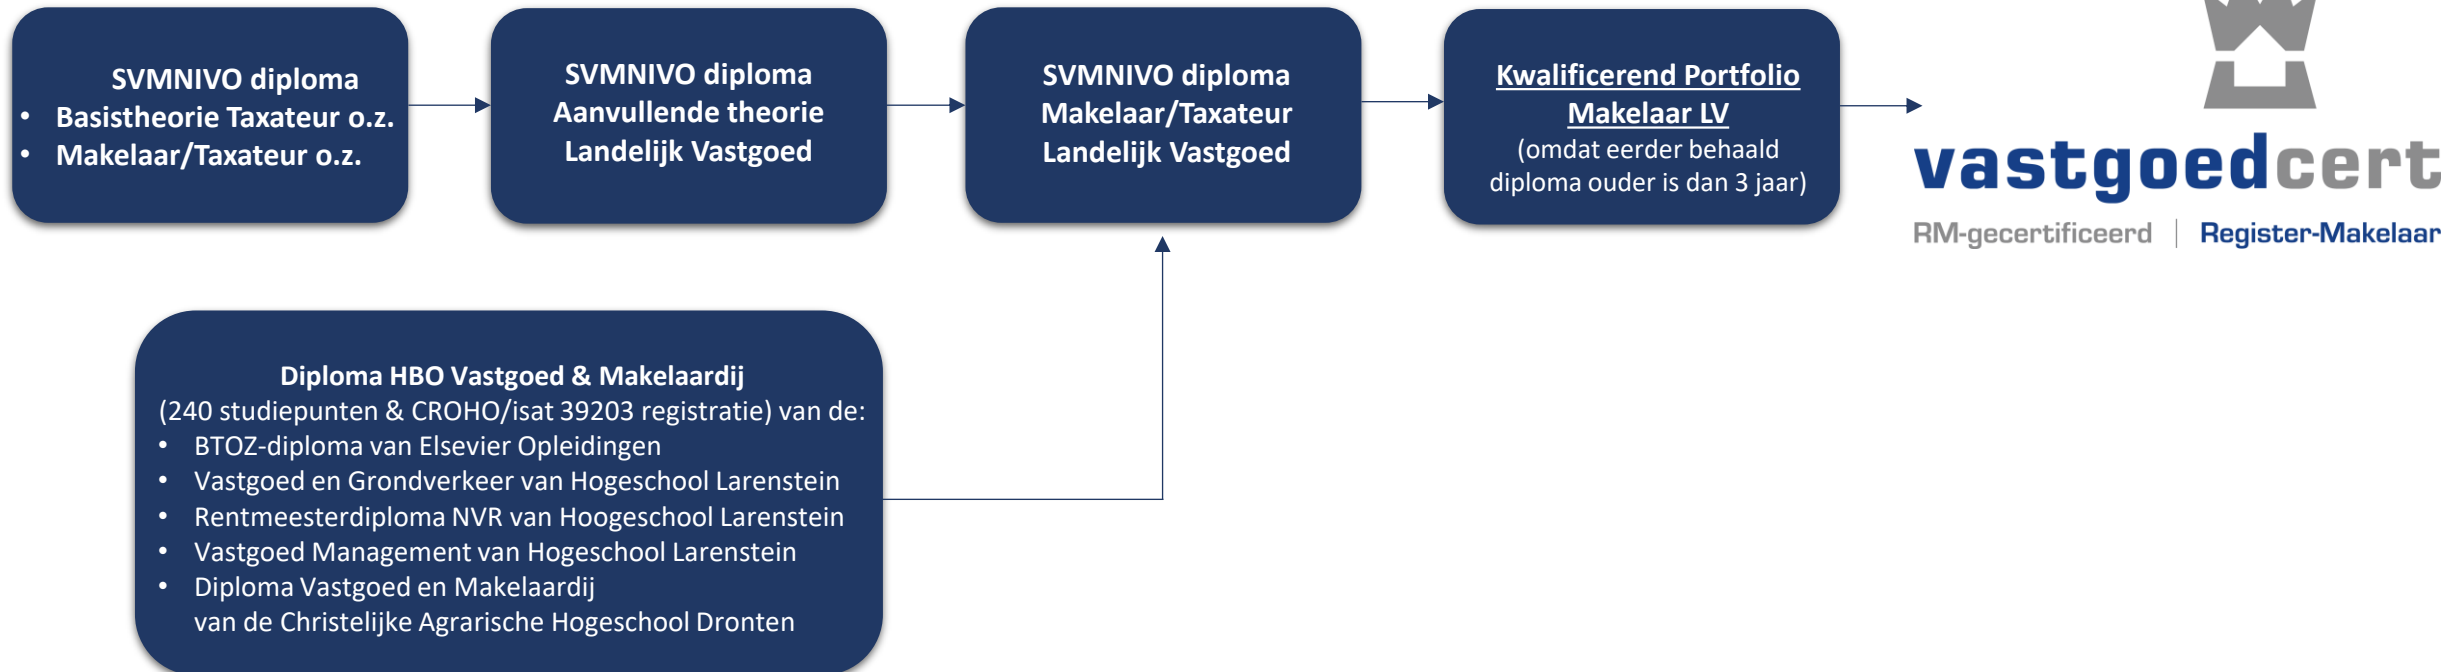 SVMNIVO diploma
• Basistheorie Taxateur o.z.
• Makelaar/Taxateur o.z.
SVMNIVO diploma
Aanvullende theorie
Landelijk Vastgoed
SVMNIVO diploma
Makelaar/Taxateur
Landelijk Vastgoed
Kwalificerend Portfolio
Makelaar LV
(omdat eerder behaald
diploma ouder is dan 3 jaar)
vastgoedcert
RM-gecertificeerd | Register-Makelaar
Diploma HBO Vastgoed & Makelaardij
(240 studiepunten & CROHO/isat 39203 registratie) van de:
• BTOZ-diploma van Elsevier Opleidingen
• Vastgoed en Grondverkeer van Hogeschool Larenstein
• Rentmeesterdiploma NVR van Hoogeschool Larenstein
• Vastgoed Management van Hogeschool Larenstein
• Diploma Vastgoed en Makelaardij
van de Christelijke Agrarische Hogeschool Dronten